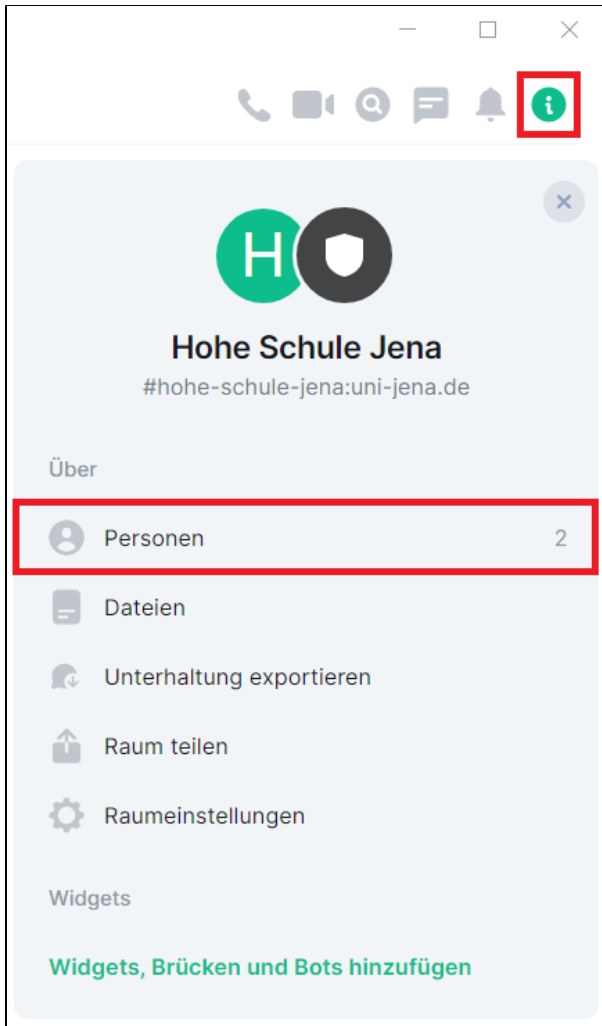 H
Hohe Schule Jena
#hohe-schule-jena:uni-jena.de
Über
Personen 2
Dateien
Unterhaltung exportieren
Raum teilen
Raumeinstellungen
Widgets
Widgets, Brücken und Bots hinzufügen